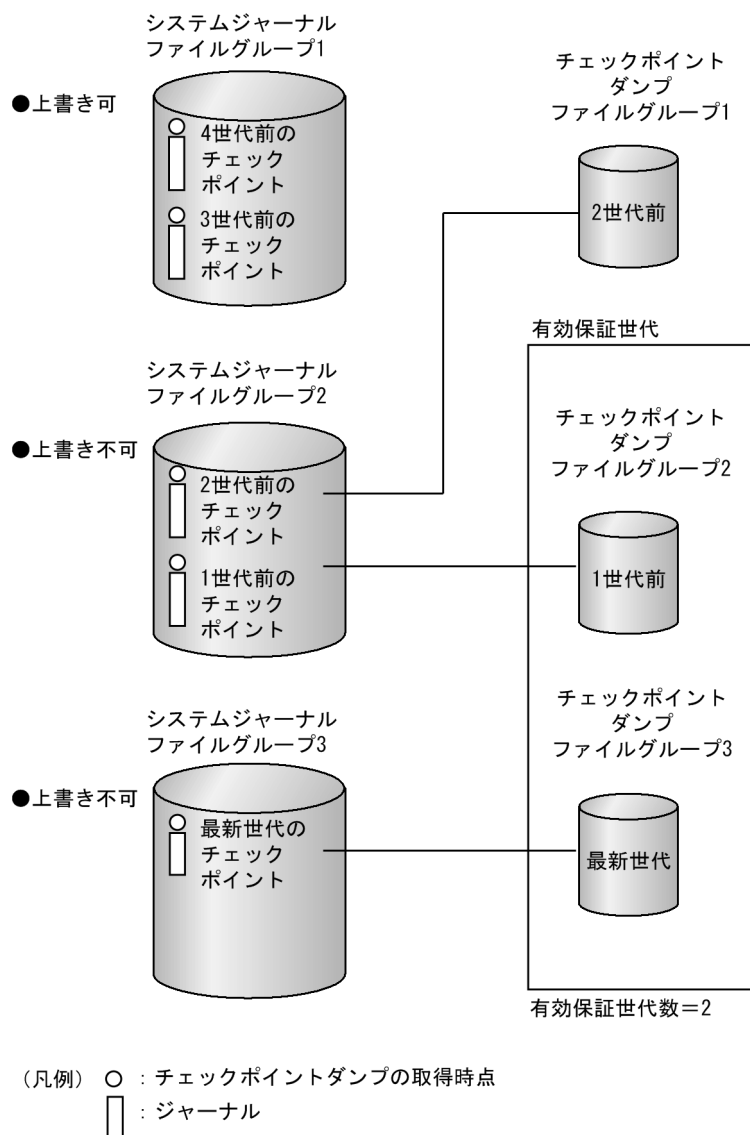 システムジャーナル
ファイルグループ1
●上書き可
4世代前の
チェック
ポイント
3世代前の
チェック
ポイント
チェックポイント
ダンプ
ファイルグループ1
2世代前
有効保証世代
システムジャーナル
ファイルグループ2
●上書き不可
2世代前の
チェック
ポイント
1世代前の
チェック
ポイント
チェックポイント
ダンプ
ファイルグループ2
1世代前
システムジャーナル
ファイルグループ3
●上書き不可
最新世代の
チェック
ポイント
チェックポイント
ダンプ
ファイルグループ3
最新世代
有効保証世代数＝2
（凡例） ○ : チェックポイントダンプの取得時点
: ジャーナル